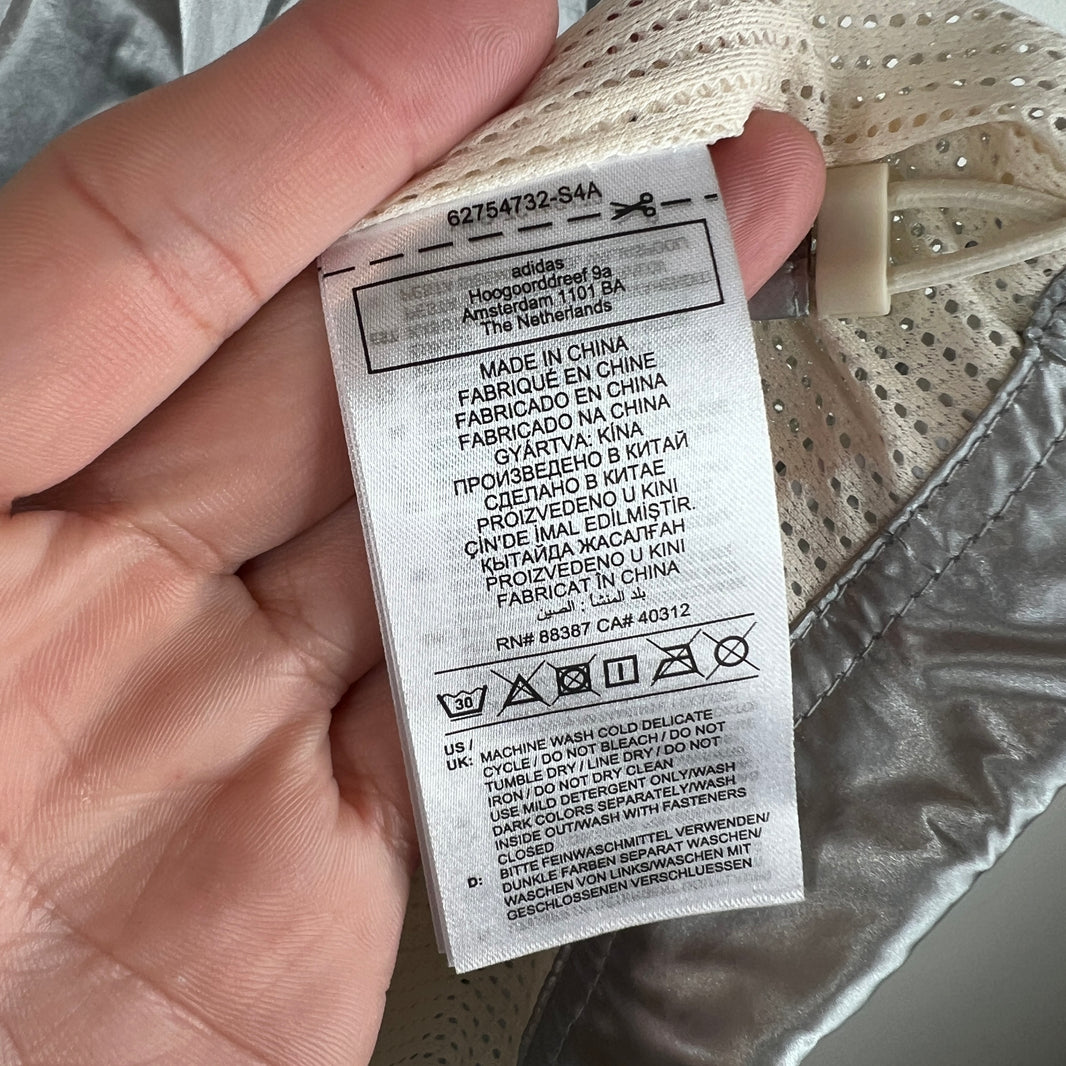 62754732-S4A
adidas
Hoogoorddreef 9a
Amsterdam 1101 BA
The Netherlands
MADE IN CHINA
FABRIQUÉ EN CHINE
FABRICADO EN CHINA
FABRICADO NA CHINA
GYÁRTVA: KÍNA
ПРОИЗВЕДЕНО В КИТАЙ
СДЕЛАНО В КИТАЕ
PROIZVEDENO U KINI
ÇİN'DE İMAL EDİLMİŞTİR.
ҚЫТАЙДА ЖАСАЛҒАН
PROIZVEDENO U KINI
FABRICAT ÎN CHINA
بلد المنشأ : الصين
RN# 88387 CA# 40312
30
US / UK: MACHINE WASH COLD DELICATE
CYCLE / DO NOT BLEACH / DO NOT
TUMBLE DRY / LINE DRY / DO NOT
IRON / DO NOT DRY CLEAN
USE MILD DETERGENT ONLY/WASH
DARK COLORS SEPARATELY/WASH
INSIDE OUT/WASH WITH FASTENERS
CLOSED
D: BITTE FEINWASCHMITTEL VERWENDEN/
DUNKLE FARBEN SEPARAT WASCHEN/
WASCHEN VON LINKS/WASCHEN MIT
GESCHLOSSENEN VERSCHLUESSEN